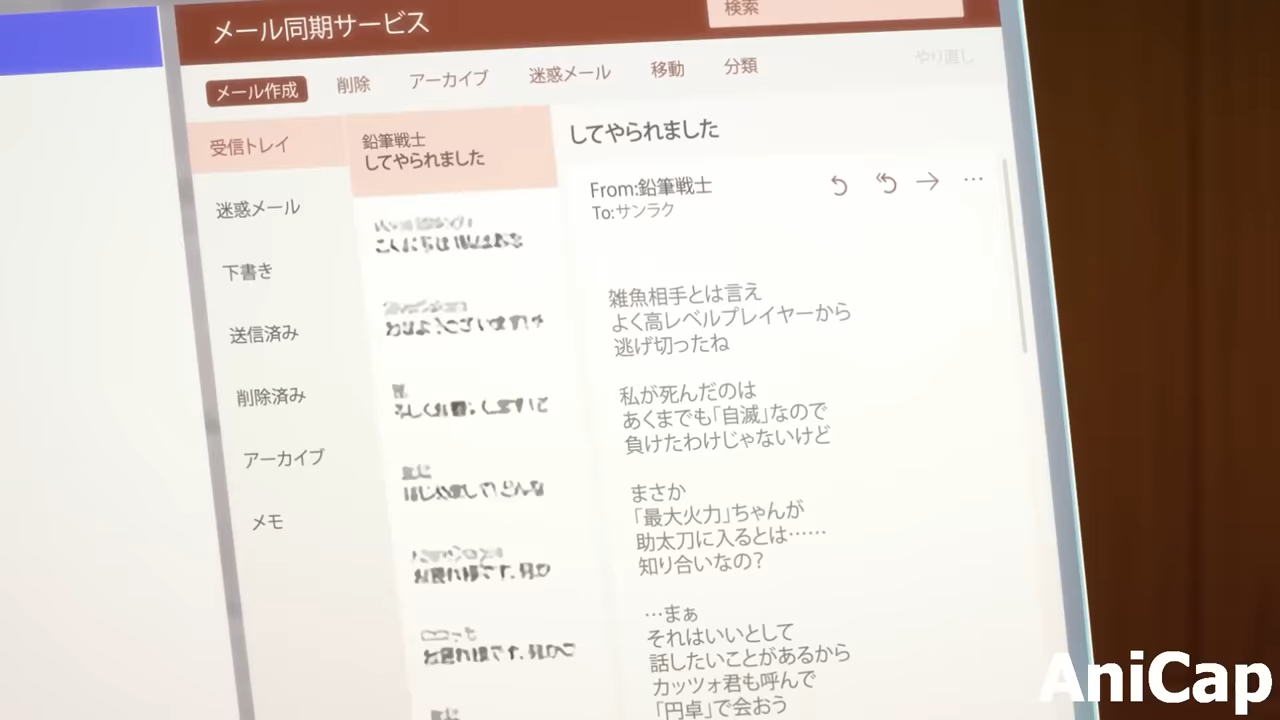 メール同期サービス
検索
メール作成
削除
アーカイブ
迷惑メール
移動
分類
やり直し
受信トレイ
迷惑メール
下書き
送信済み
削除済み
アーカイブ
メモ
鉛筆戦士
してやられました
してやられました
From:鉛筆戦士
To:サンラク
雑魚相手とは言え
よく高レベルプレイヤーから
逃げ切ったね
私が死んだのは
あくまでも「自滅」なので
負けたわけじゃないけど
まさか
「最大火力」ちゃんが
助太刀に入るとは……
知り合いなの?
…まぁ
それはいいとして
話したいことがあるから
カッツォ君も呼んで
「円卓」で会おう
AniCap